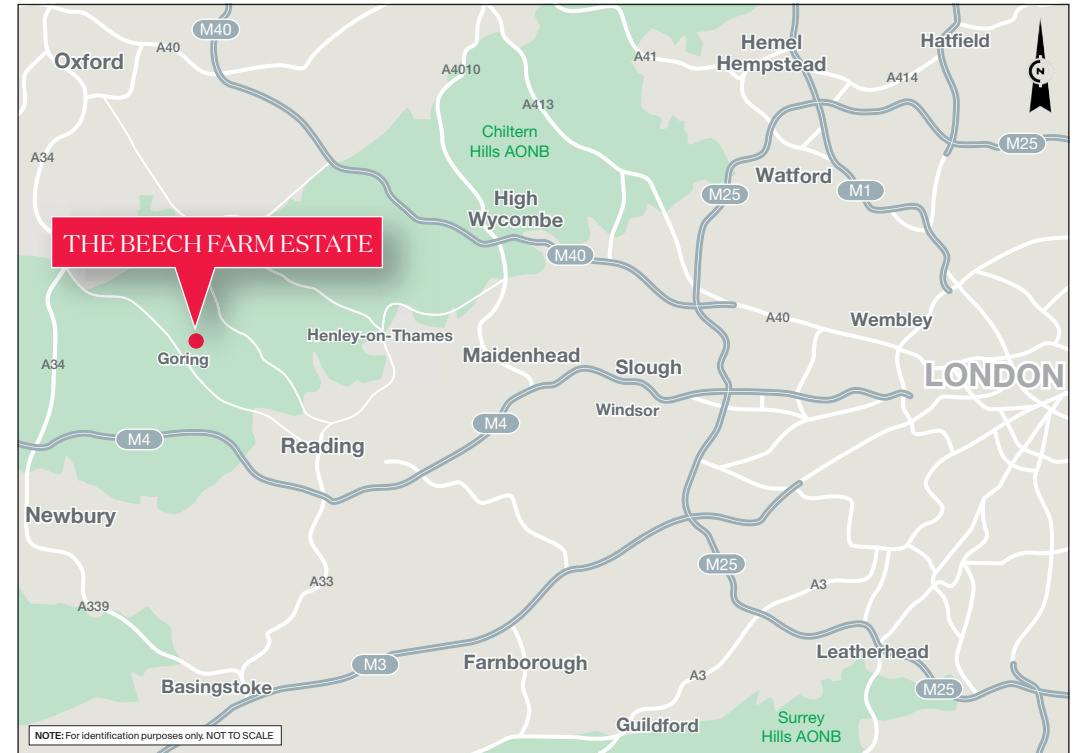 M40
Oxford
A40
A4010
A41
Hemel
Hempstead
Hatfield
A414
N
A413
Chiltern
Hills AONB
A34
M25
Watford
M1
M25
High
Wycombe
THE BEECH FARM ESTATE
M40
A40
Wembley
Henley-on-Thames
Goring
A34
Maidenhead
Slough
LONDON
Windsor
M4
Reading
M4
Newbury
M25
A33
A3
A339
M3
Farnborough
Leatherhead
A3
M25
Basingstoke
Guildford
Surrey
Hills AONB
NOTE: For identification purposes only. NOT TO SCALE